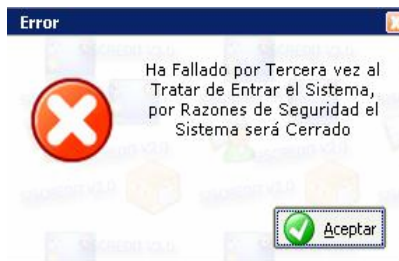 Error
Ha Fallado por Tercera vez al
Tratar de Entrar el Sistema,
por Razones de Seguridad el
Sistema será Cerrado
Aceptar